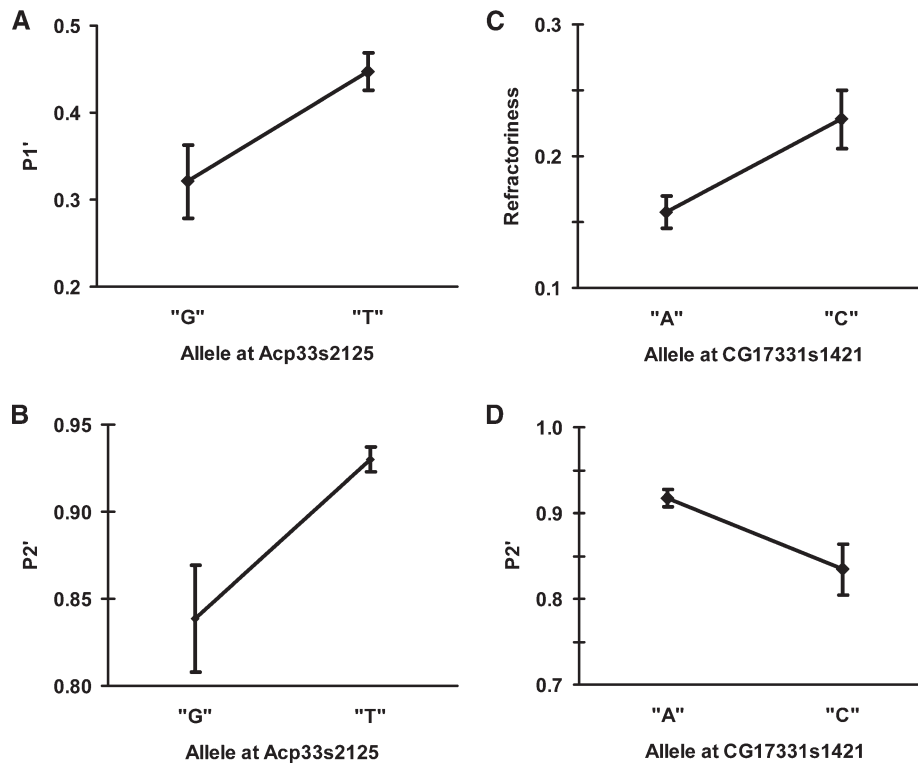 A
0.5
0.4
0.3
0.2
P1'
"G" "T"
Allele at Acp33s2125
C
0.3
0.2
0.1
Refractoriness
"A" "C"
Allele at CG17331s1421
B
0.95
0.90
0.85
0.80
P2'
"G" "T"
Allele at Acp33s2125
D
1.0
0.9
0.8
0.7
P2'
"A" "C"
Allele at CG17331s1421